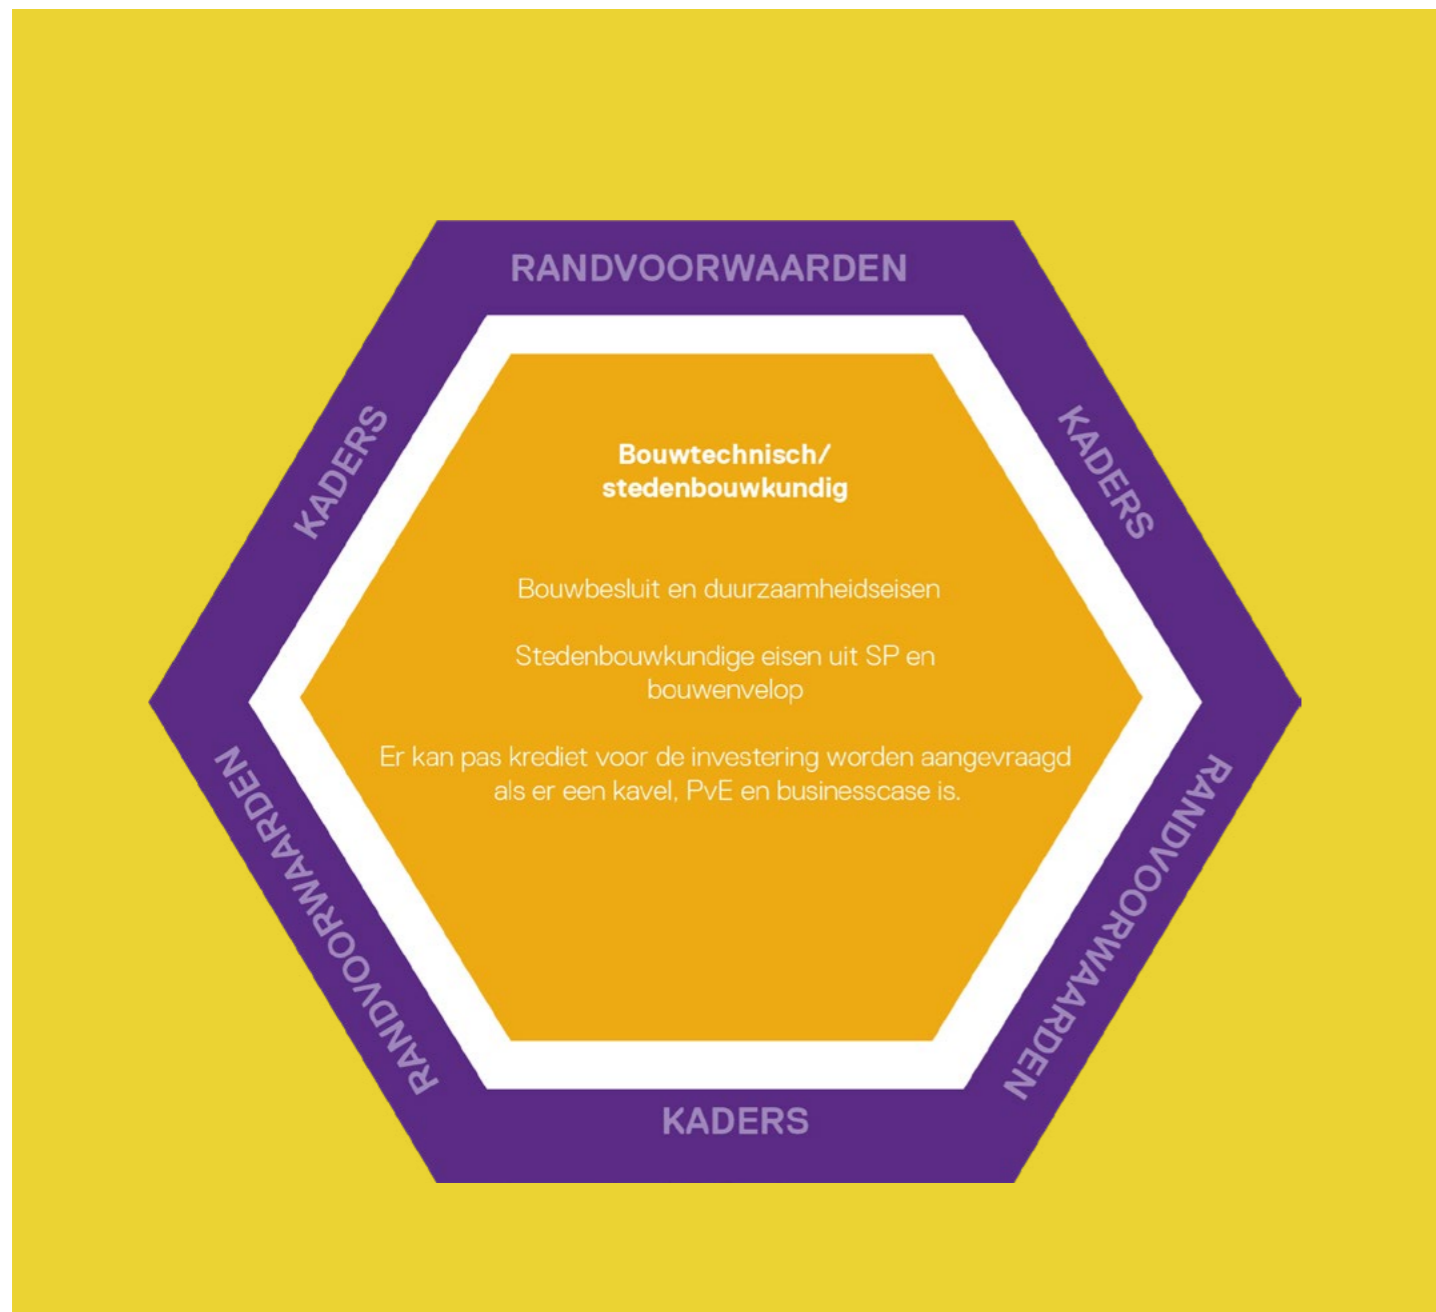 RANDVOORWAARDEN
KADERS
KADERS
Bouwtechnisch/
stedenbouwkundig
Bouwbesluit en duurzaamheidseisen
Stedenbouwkundige eisen uit SP en
bouwenvelop
Er kan pas krediet voor de investering worden aangevraagd
als er een kavel, PvE en businesscase is.
RANDVOORWAARDEN
RANDVOORWAARDEN
KADERS